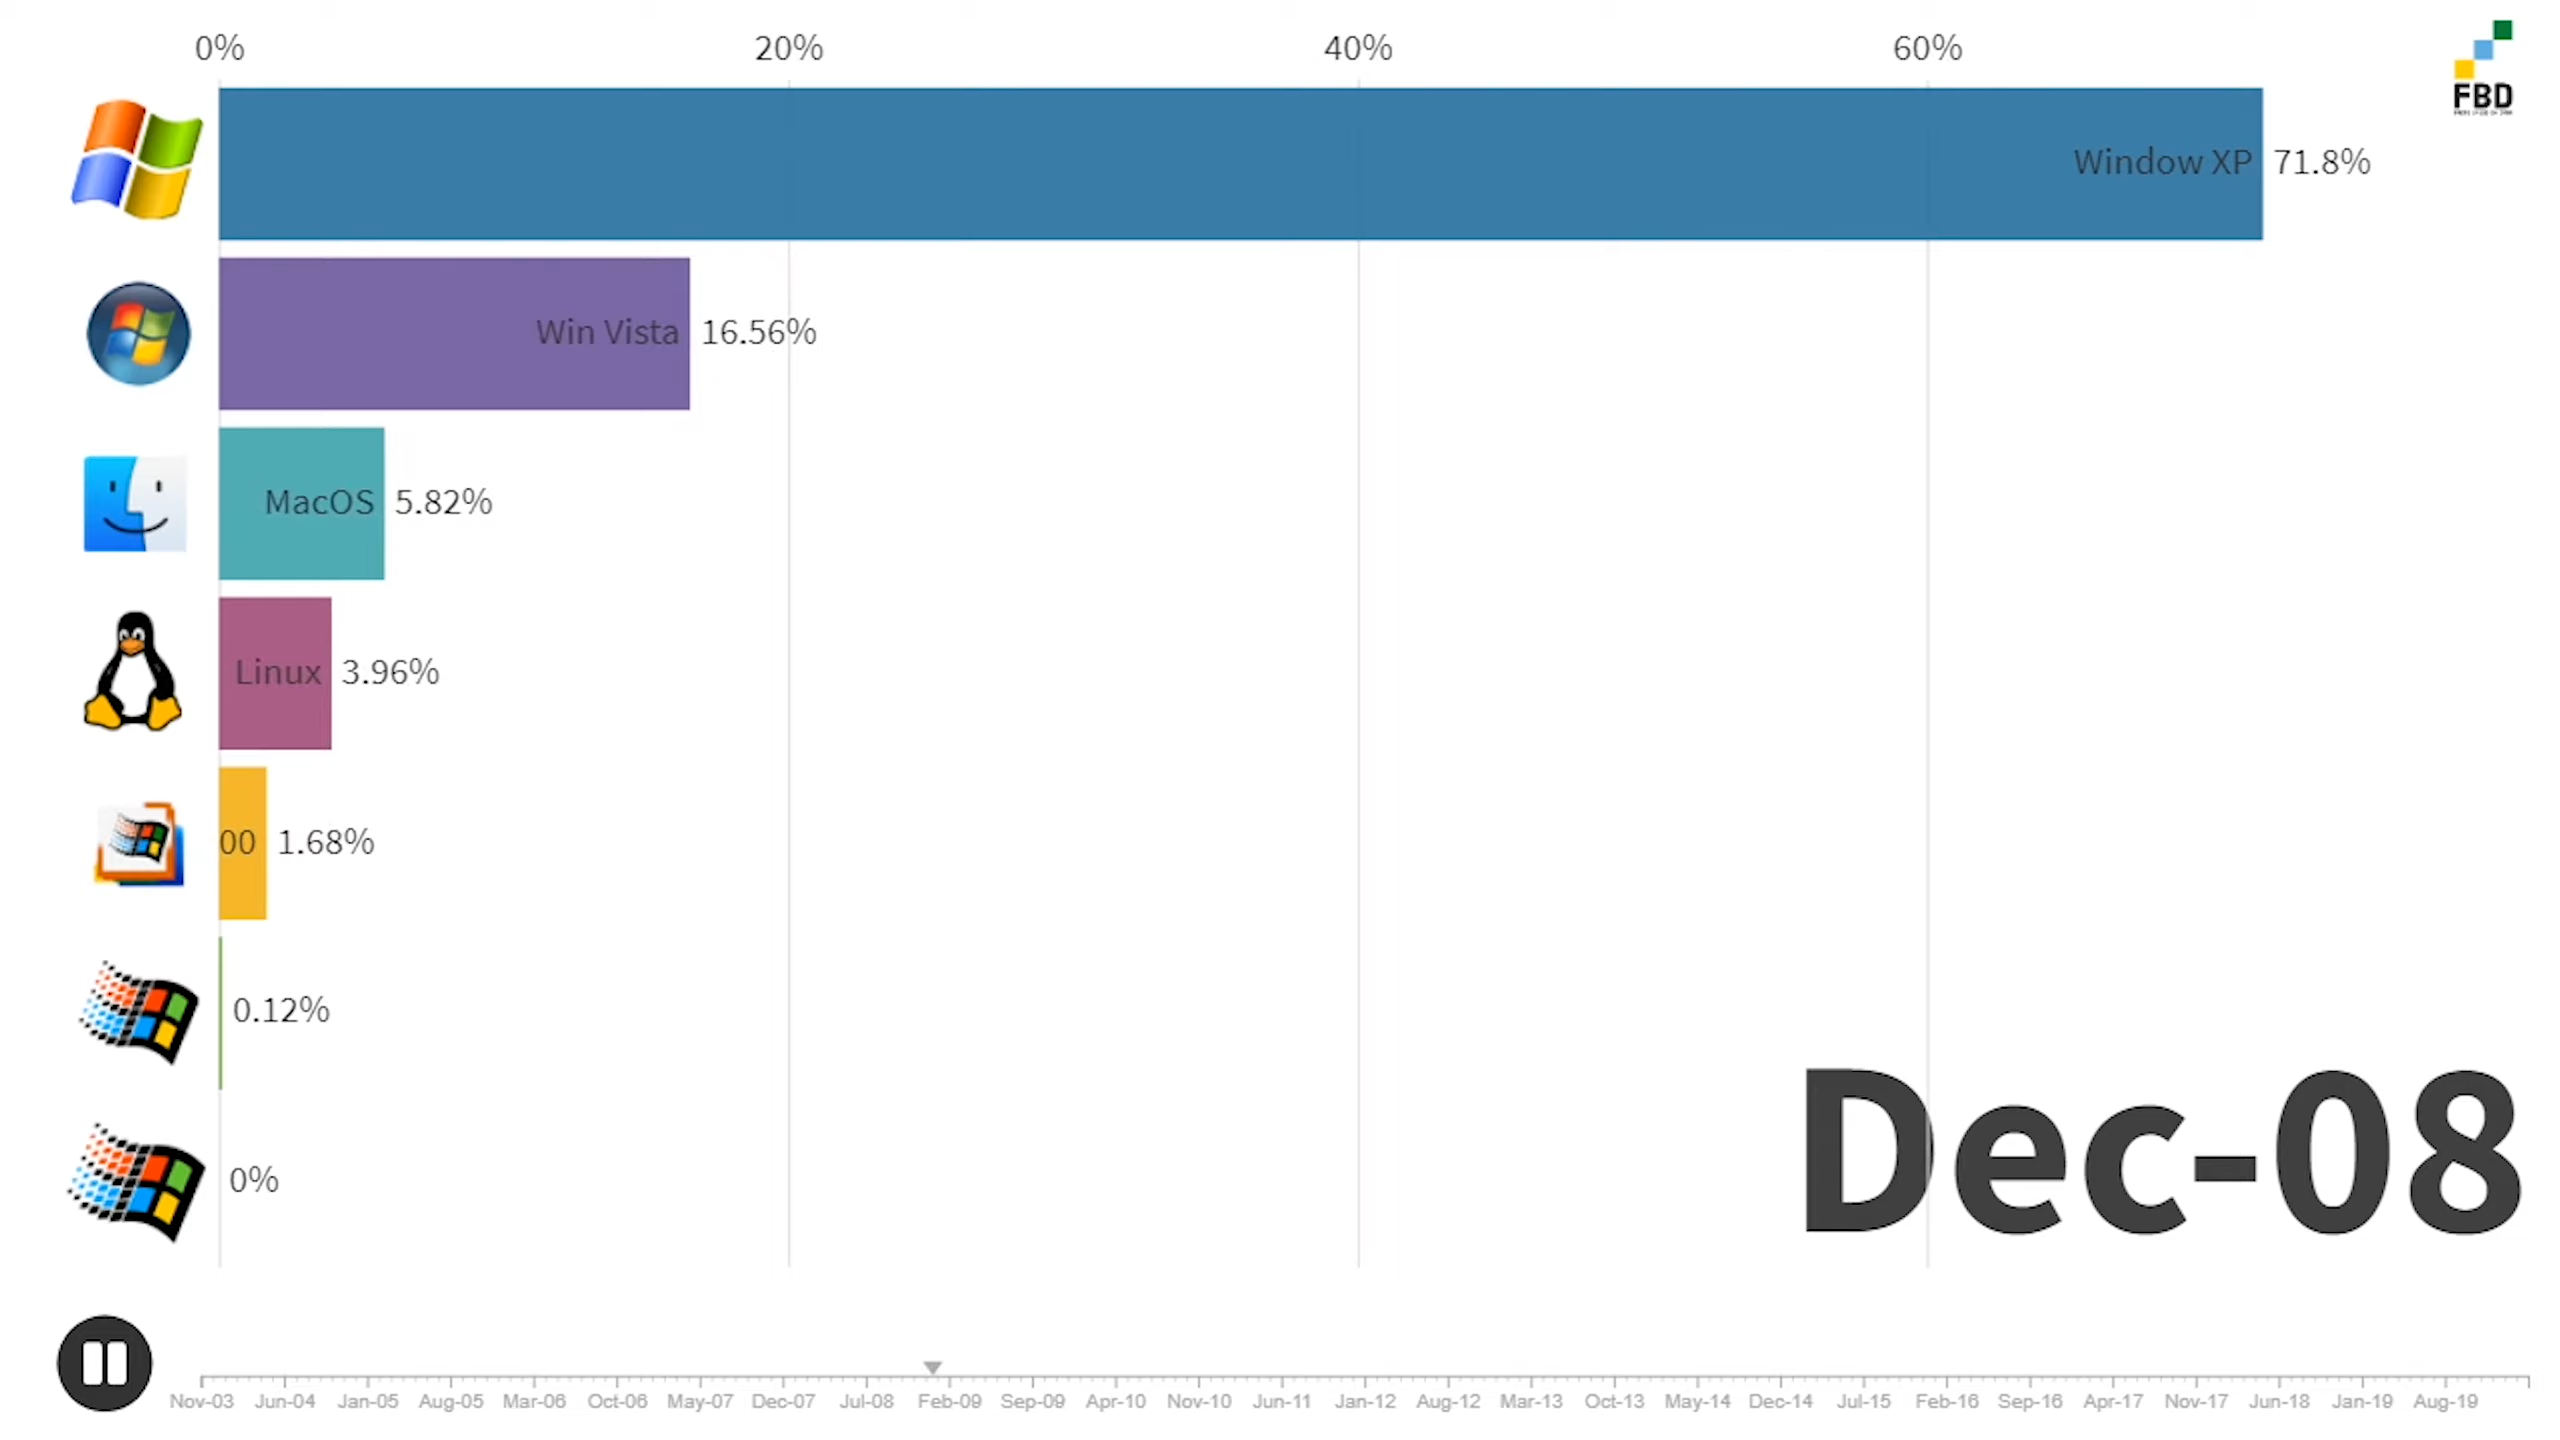 0% 20% 40% 60%
FBD
Window XP 71.8%
Win Vista 16.56%
MacOS 5.82%
Linux 3.96%
00 1.68%
0.12%
0%
Dec-08
Nov-03 Jun-04 Jan-05 Aug-05 Mar-06 Oct-06 May-07 Dec-07 Jul-08 Feb-09 Sep-09 Apr-10 Nov-10 Jun-11 Jan-12 Aug-12 Mar-13 Oct-13 May-14 Dec-14 Jul-15 Feb-16 Sep-16 Apr-17 Nov-17 Jun-18 Jan-19 Aug-19